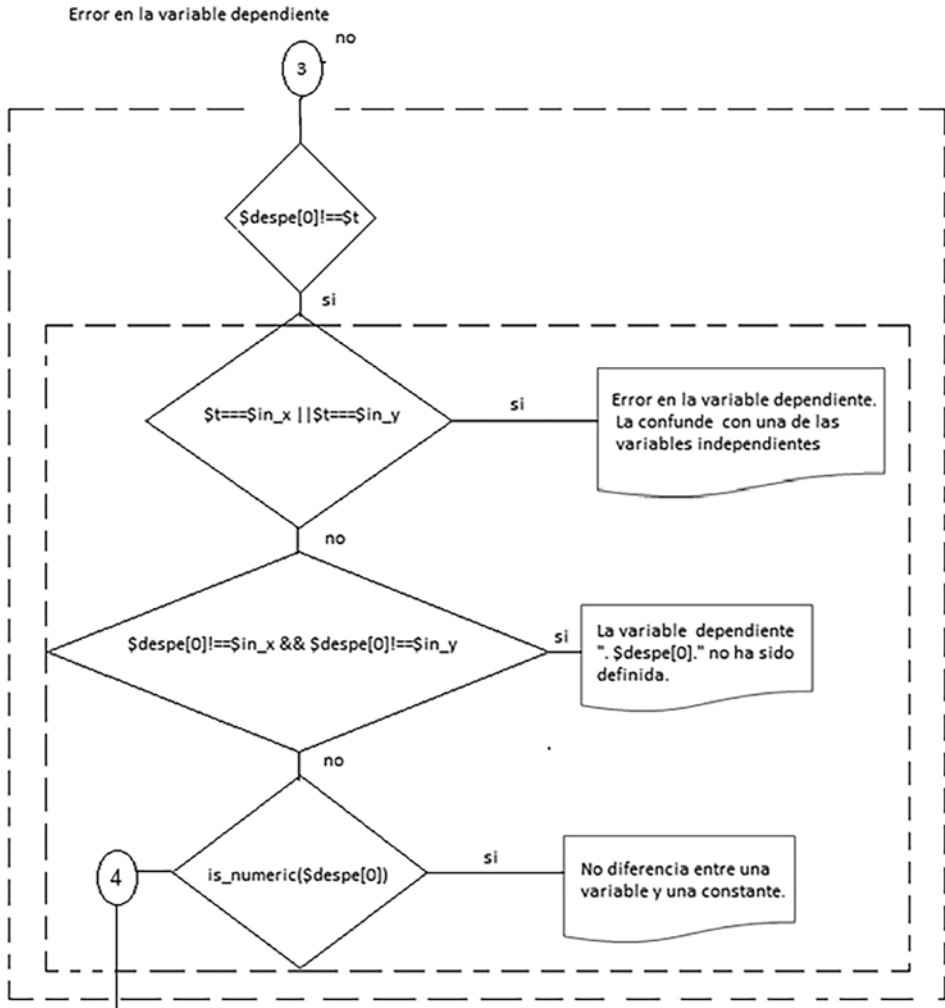 Error en la variable dependiente
no
3
$despe[0]!==$t
si
$t===$in_x ||$t===$in_y
si
Error en la variable dependiente.
La confunde con una de las
variables independientes
no
$despe[0]!==$in_x && $despe[0]!==$in_y
si
La variable dependiente
". $despe[0]." no ha sido
definida.
no
4
is_numeric($despe[0])
si
No diferencia entre una
variable y una constante.